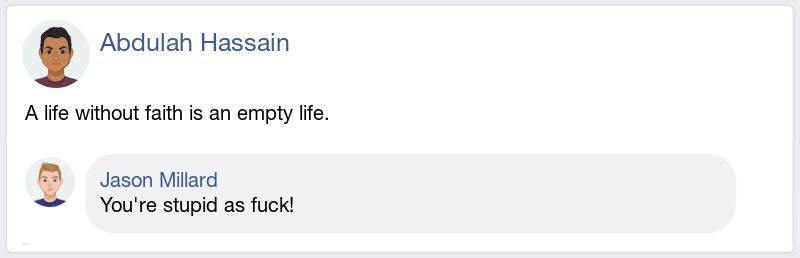 Abdulah Hassain
A life without faith is an empty life.
Jason Millard
You're stupid as fuck!